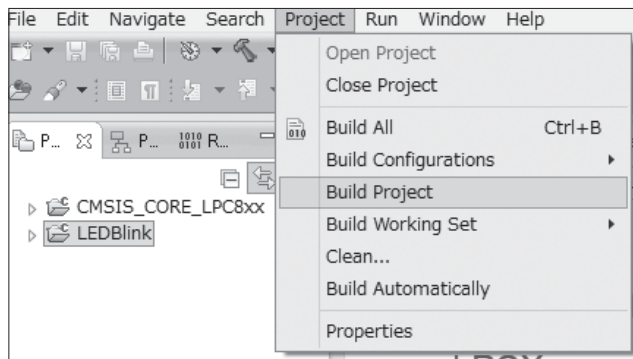 File Edit Navigate Search Project Run Window Help
Open Project
Close Project
Build All Ctrl+B
Build Configurations
Build Project
Build Working Set
Clean...
Build Automatically
Properties
P... P... R...
CMSIS_CORE_LPC8xx
LEDBlink